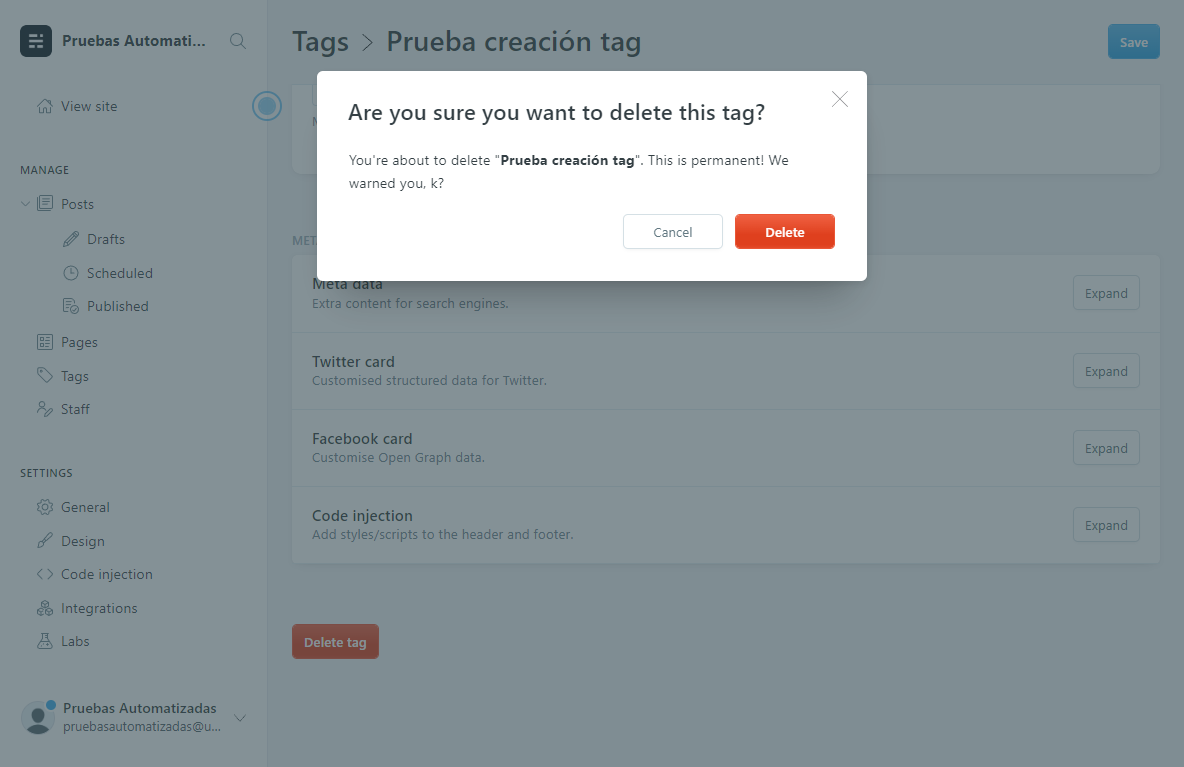 Pruebas Automati...
View site
MANAGE
Posts
Drafts
Scheduled
Published
Pages
Tags
Staff
SETTINGS
General
Design
Code injection
Integrations
Labs
Pruebas Automatizadas
pruebasautomatizadas@u...
Tags > Prueba creación tag
Save
Are you sure you want to delete this tag?
You're about to delete "Prueba creación tag". This is permanent! We
warned you, k?
Cancel
Delete
Meta data
Extra content for search engines.
Expand
Twitter card
Customised structured data for Twitter.
Expand
Facebook card
Customise Open Graph data.
Expand
Code injection
Add styles/scripts to the header and footer.
Expand
Delete tag